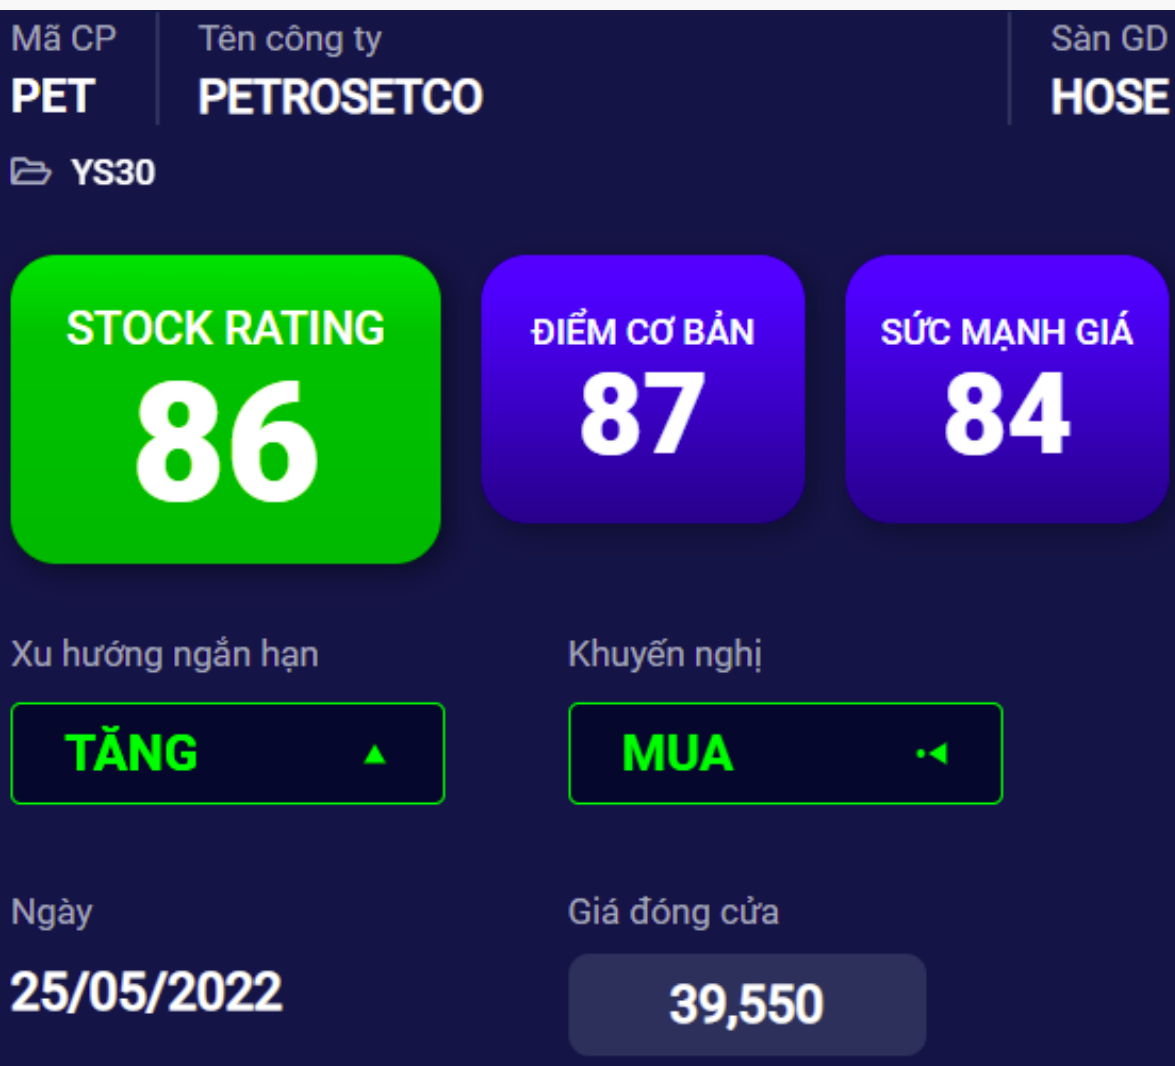 Mã CP Tên công ty Sàn GD
PET PETROSETCO HOSE
YS30
STOCK RATING ĐIỂM CƠ BẢN SỨC MẠNH GIÁ
86 87 84
Xu hướng ngắn hạn Khuyến nghị
TĂNG MUA
Ngày Giá đóng cửa
25/05/2022 39,550